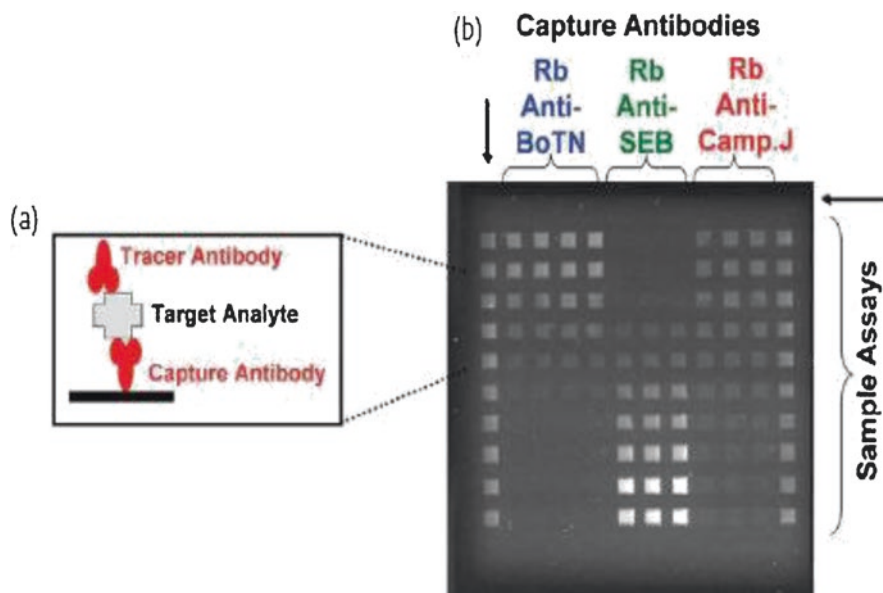 (b) Capture Antibodies
Rb Rb Rb
Anti- Anti- Anti-
BoTN SEB Camp.J
(a)
Tracer Antibody
Target Analyte
Capture Antibody
Sample Assays